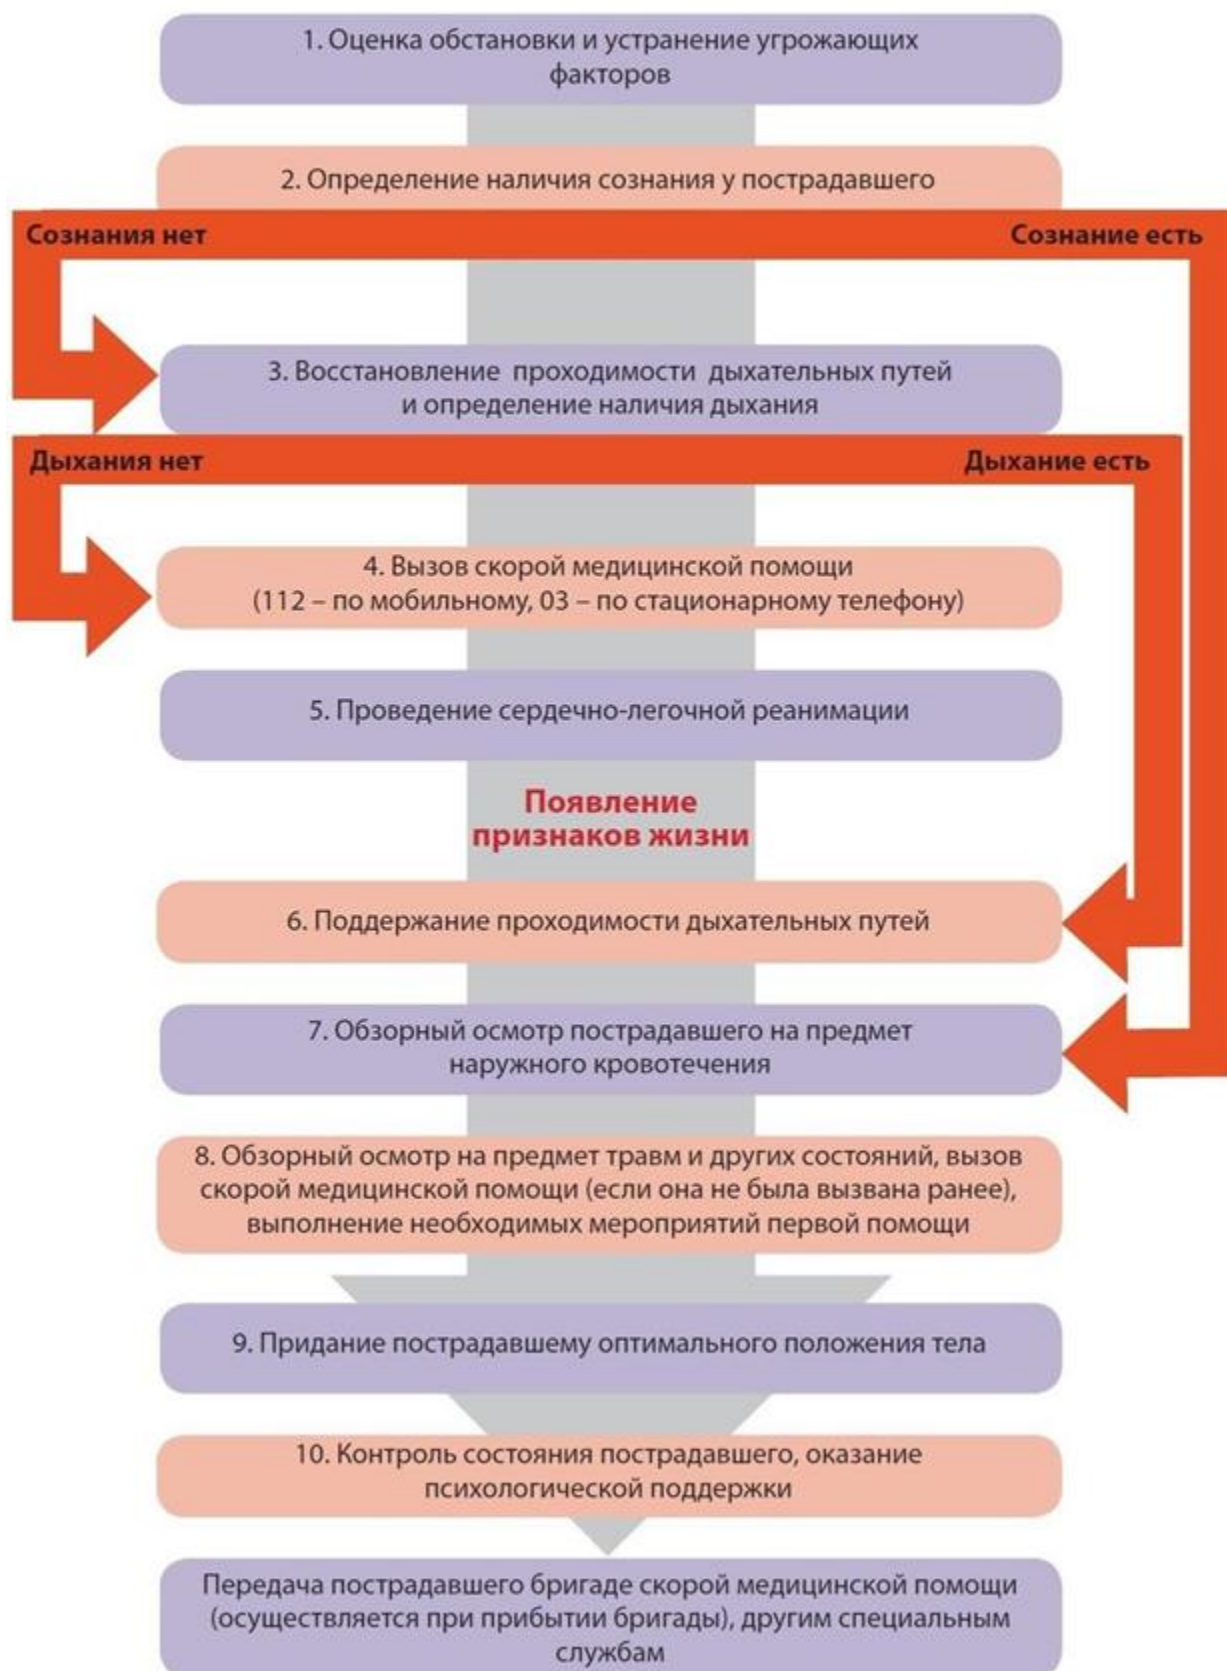 1. Оценка обстановки и устранение угрожающих
факторов
2. Определение наличия сознания у пострадавшего
Сознания нет
Сознание есть
3. Восстановление проходимости дыхательных путей
и определение наличия дыхания
Дыхания нет
Дыхание есть
4. Вызов скорой медицинской помощи
(112 – по мобильному, 03 – по стационарному телефону)
5. Проведение сердечно-легочной реанимации
Появление
признаков жизни
6. Поддержание проходимости дыхательных путей
7. Обзорный осмотр пострадавшего на предмет
наружного кровотечения
8. Обзорный осмотр на предмет травм и других состояний, вызов
скорой медицинской помощи (если она не была вызвана ранее),
выполнение необходимых мероприятий первой помощи
9. Придание пострадавшему оптимального положения тела
10. Контроль состояния пострадавшего, оказание
психологической поддержки
Передача пострадавшего бригаде скорой медицинской помощи
(осуществляется при прибытии бригады), другим специальным
службам